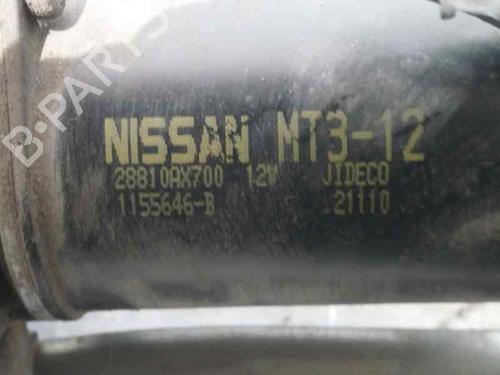 B-PARTS
NISSAN MT3-12
28810AX700 12V JIDECO
1155646-B 21110